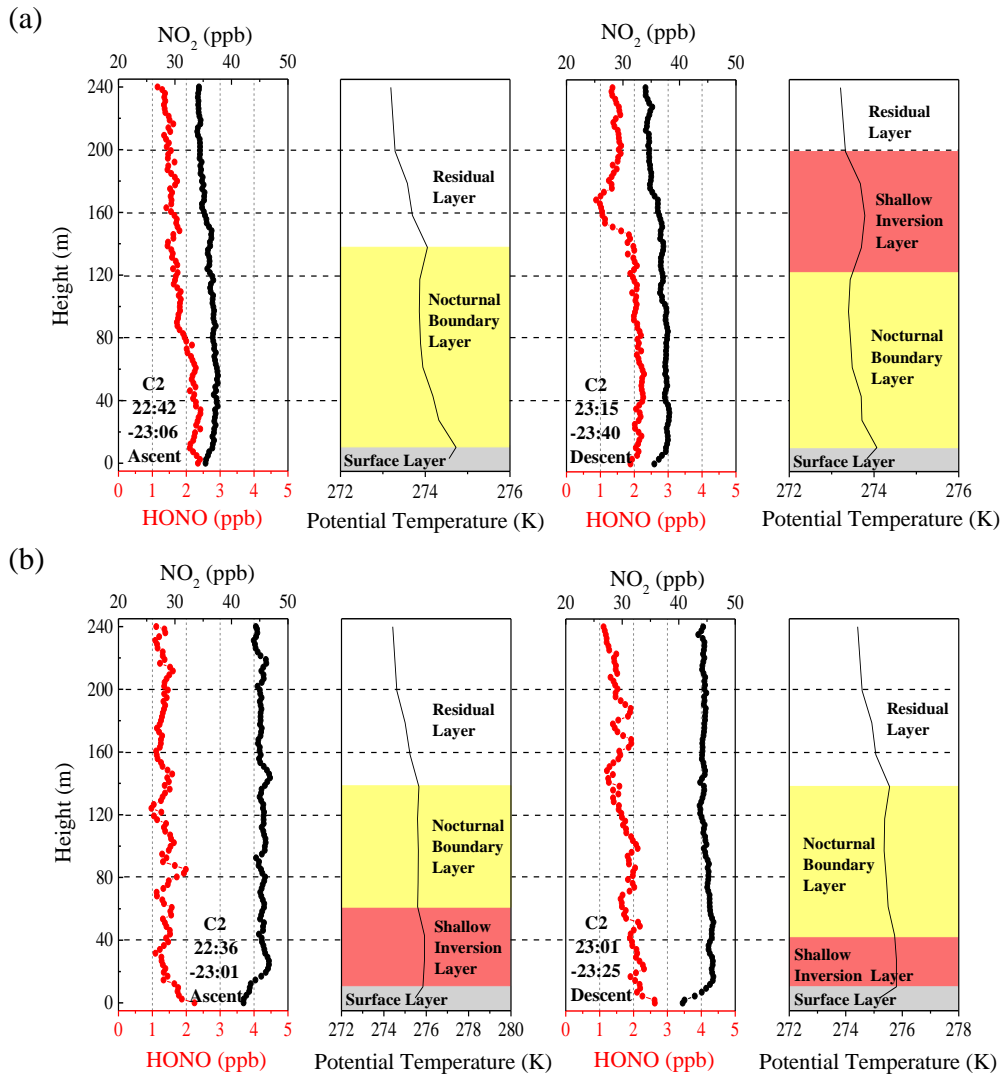 (a)
NO2 (ppb)
20 30 40 50
NO2 (ppb)
20 30 40 50
Height (m)
240
200
160
120
80
40
0
C2
22:42
-23:06
Ascent
0 1 2 3 4 5
HONO (ppb)
Residual
Layer
Nocturnal
Boundary
Layer
Surface Layer
272 274 276
Potential Temperature (K)
C2
23:15
-23:40
Descent
0 1 2 3 4 5
HONO (ppb)
Residual
Layer
Shallow
Inversion
Layer
Nocturnal
Boundary
Layer
Surface Layer
272 274 276
Potential Temperature (K)
(b)
NO2 (ppb)
20 30 40 50
NO2 (ppb)
20 30 40 50
Height (m)
240
200
160
120
80
40
0
C2
22:36
-23:01
Ascent
0 1 2 3 4 5
HONO (ppb)
Residual
Layer
Nocturnal
Boundary
Layer
Shallow
Inversion
Layer
Surface Layer
272 274 276 278 280
Potential Temperature (K)
C2
23:01
-23:25
Descent
0 1 2 3 4 5
HONO (ppb)
Residual
Layer
Nocturnal
Boundary
Layer
Shallow
Inversion Layer
Surface Layer
272 274 276 278
Potential Temperature (K)